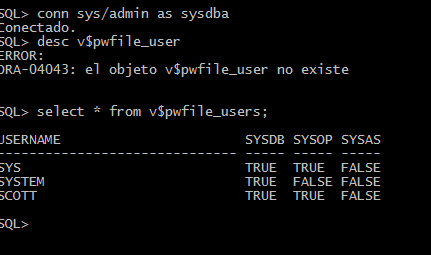 SQL> conn sys/admin as sysdba
Conectado.
SQL> desc v$pwfile_user
ERROR:
ORA-04043: el objeto v$pwfile_user no existe
SQL> select * from v$pwfile_users;
USERNAME                       SYSDB SYSOP SYSAS
------------------------------ ----- ----- -----
SYS                            TRUE  TRUE  FALSE
SYSTEM                         TRUE  FALSE FALSE
SCOTT                          TRUE  TRUE  FALSE
SQL>